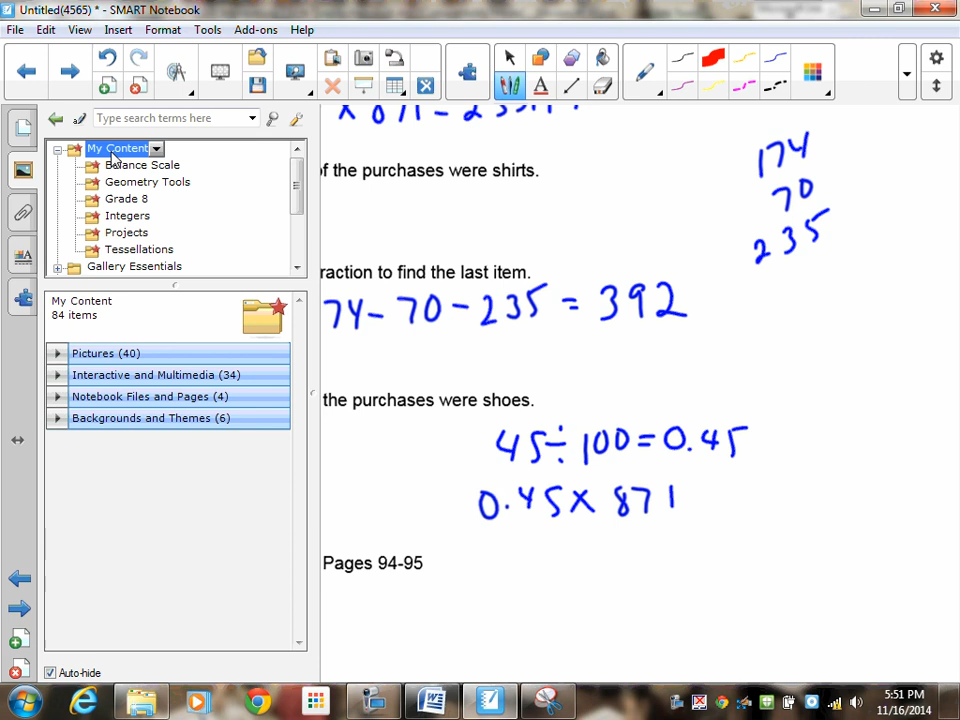 Untitled(4565) * - SMART Notebook
File Edit View Insert Format Tools Add-ons Help
Type search terms here
My Content
Balance Scale
Geometry Tools
Grade 8
Integers
Projects
Tessellations
Gallery Essentials
My Content
84 items
Pictures (40)
Interactive and Multimedia (34)
Notebook Files and Pages (4)
Backgrounds and Themes (6)
Auto-hide
of the purchases were shirts.
174
70
235
raction to find the last item.
74 - 70 - 235 = 392
the purchases were shoes.
45 ÷ 100 = 0.45
0.45 x 871
Pages 94-95
5:51 PM
11/16/2014